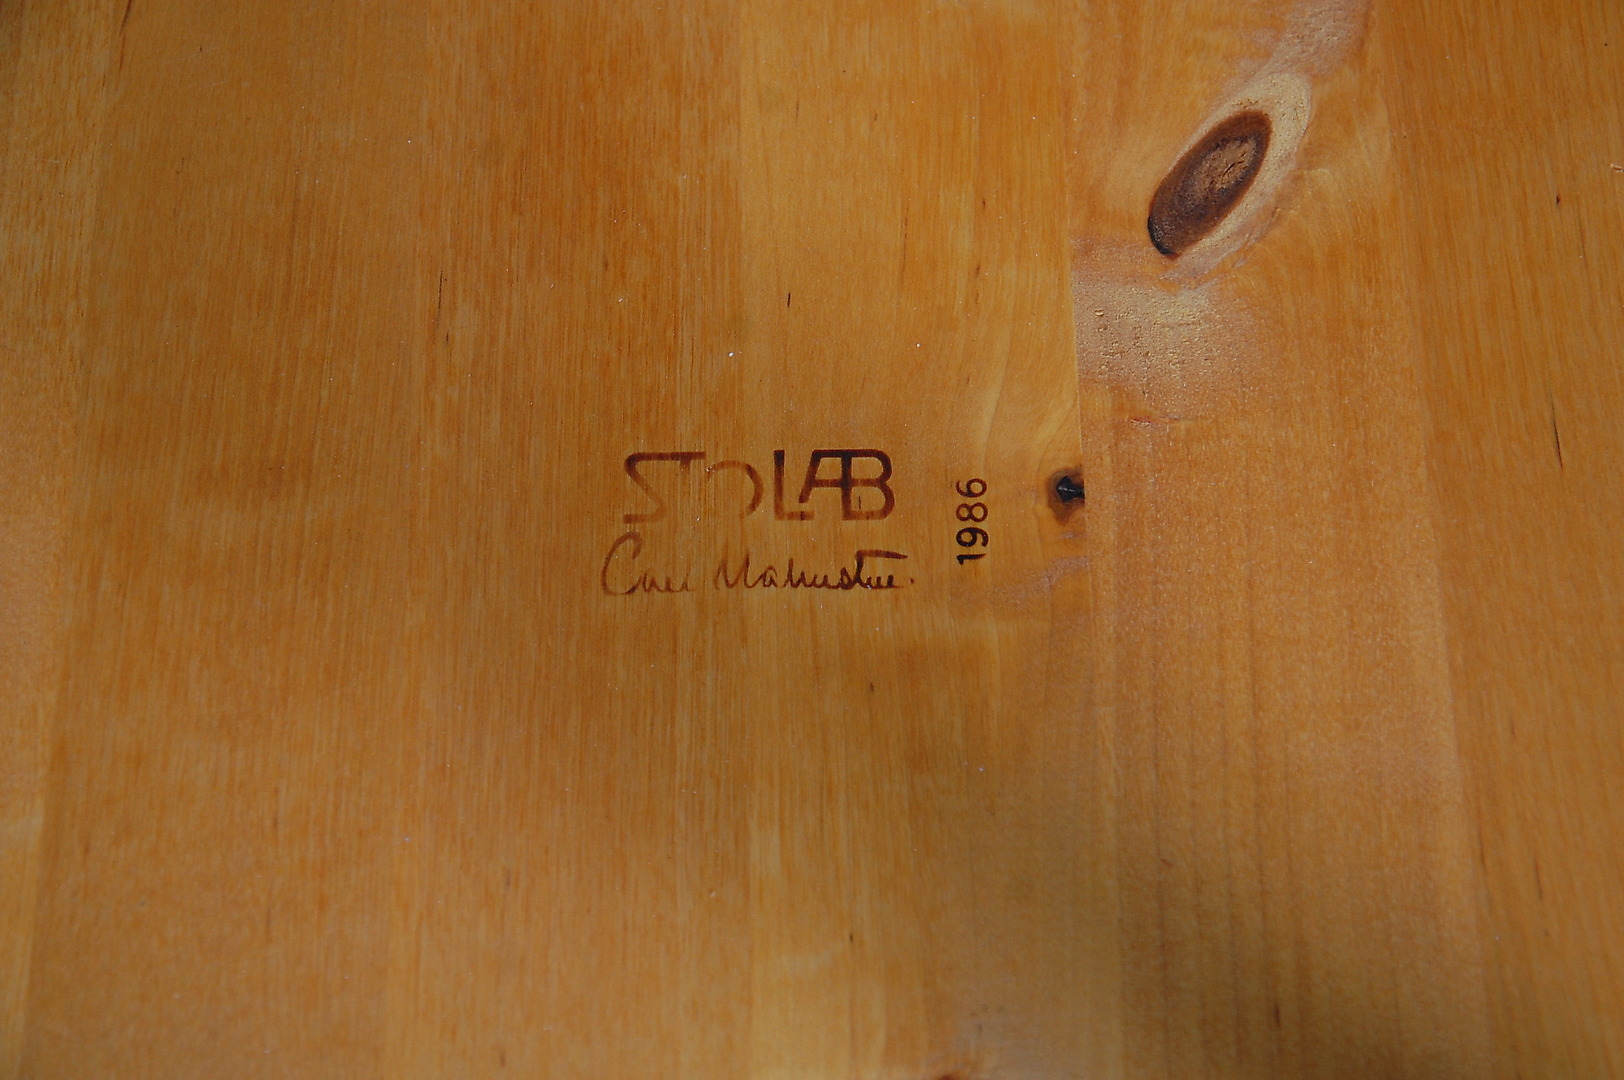 STOLAB
Carl Malmsten.
1986